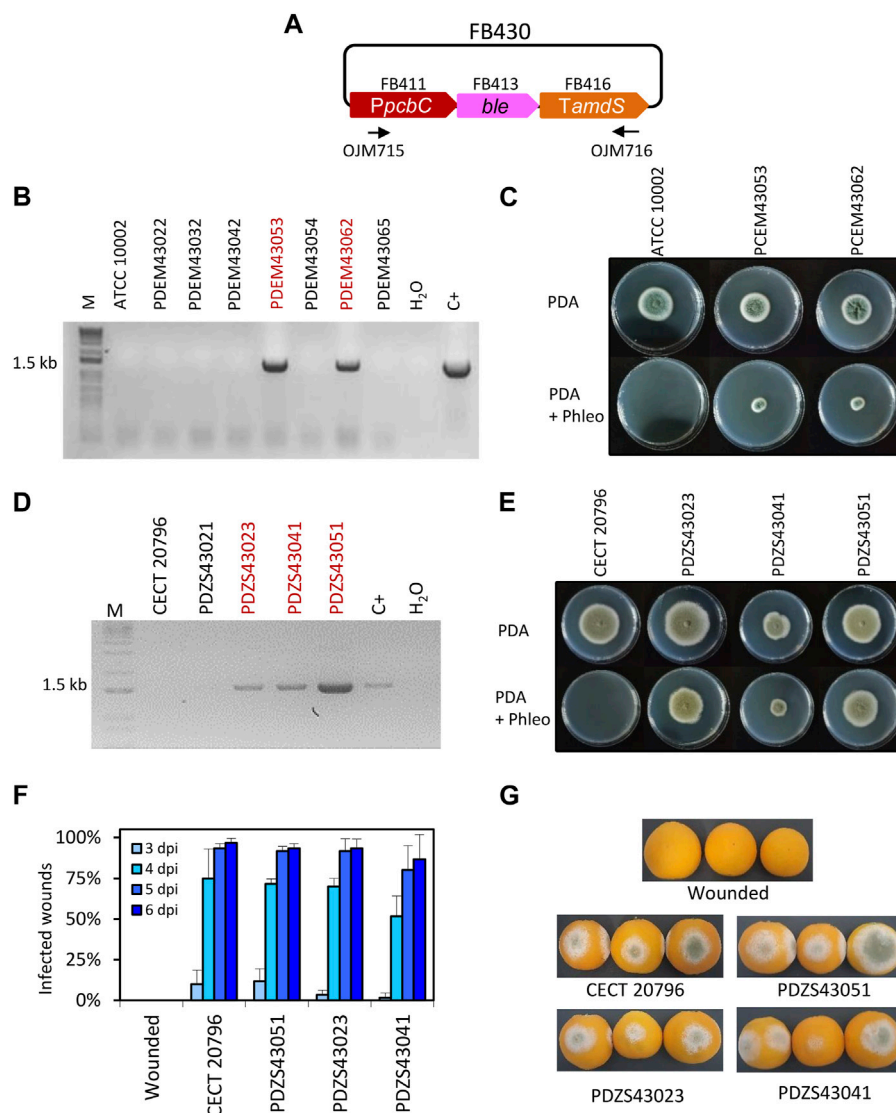 A
FB430
FB411 FB413 FB416
PpcbC ble TamdS
OJM715 OJM716
B
M
ATCC 10002
PDEM43022
PDEM43032
PDEM43042
PDEM43053
PDEM43054
PDEM43062
PDEM43065
H₂O
C+
1.5 kb
C
ATCC 10002
PCEM43053
PCEM43062
PDA
PDA
+ Phleo
D
M
CECT 20796
PDZS43021
PDZS43023
PDZS43041
PDZS43051
C+
H₂O
1.5 kb
E
CECT 20796
PDZS43023
PDZS43041
PDZS43051
PDA
PDA
+ Phleo
F
Infected wounds
100%
75%
50%
25%
0%
3 dpi
4 dpi
5 dpi
6 dpi
Wounded
CECT 20796
PDZS43051
PDZS43023
PDZS43041
G
Wounded
CECT 20796 PDZS43051
PDZS43023 PDZS43041